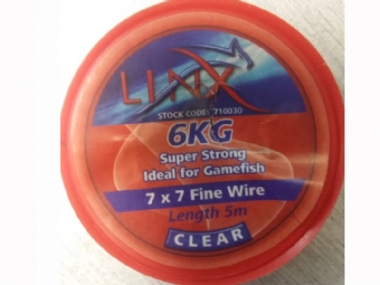 LINX
STOCK CODE: 710030
6KG
Super Strong
Ideal for Gamefish
7 x 7 Fine Wire
Length 5m
CLEAR